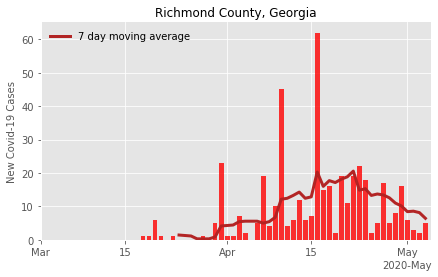 Richmond County, Georgia
7 day moving average
New Covid-19 Cases
60
50
40
30
20
10
0
Mar 15 Apr 15 May
2020-May